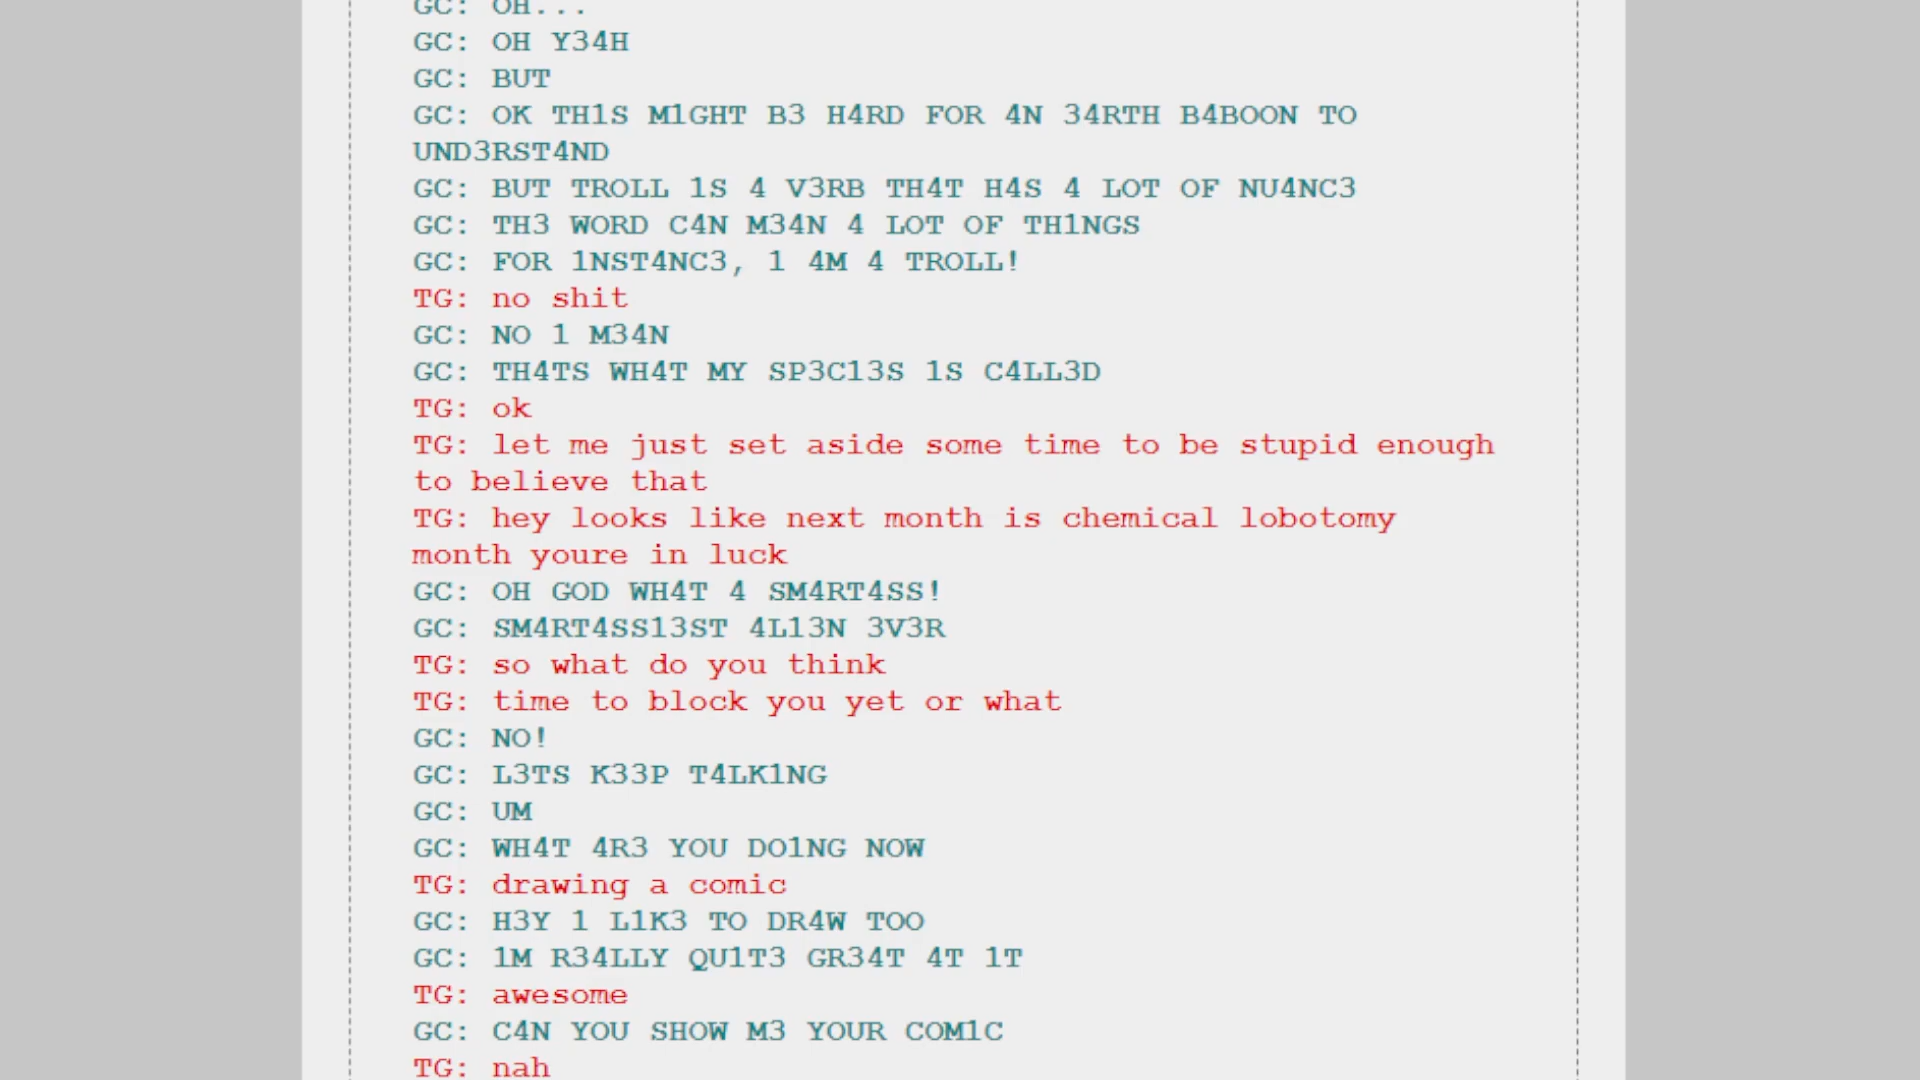 GC: OH...
GC: OH Y34H
GC: BUT
GC: OK TH1S M1GHT B3 H4RD FOR 4N 34RTH B4BOON TO
UND3RST4ND
GC: BUT TROLL 1S 4 V3RB TH4T H4S 4 LOT OF NU4NC3
GC: TH3 WORD C4N M34N 4 LOT OF TH1NGS
GC: FOR 1NST4NC3, 1 4M 4 TROLL!
TG: no shit
GC: NO 1 M34N
GC: TH4TS WH4T MY SP3C13S 1S C4LL3D
TG: ok
TG: let me just set aside some time to be stupid enough
to believe that
TG: hey looks like next month is chemical lobotomy
month youre in luck
GC: OH GOD WH4T 4 SM4RT4SS!
GC: SM4RT4SS13ST 4L13N 3V3R
TG: so what do you think
TG: time to block you yet or what
GC: NO!
GC: L3TS K33P T4LK1NG
GC: UM
GC: WH4T 4R3 YOU DO1NG NOW
TG: drawing a comic
GC: H3Y 1 L1K3 TO DR4W TOO
GC: 1M R34LLY QU1T3 GR34T 4T 1T
TG: awesome
GC: C4N YOU SHOW M3 YOUR COM1C
TG: nah